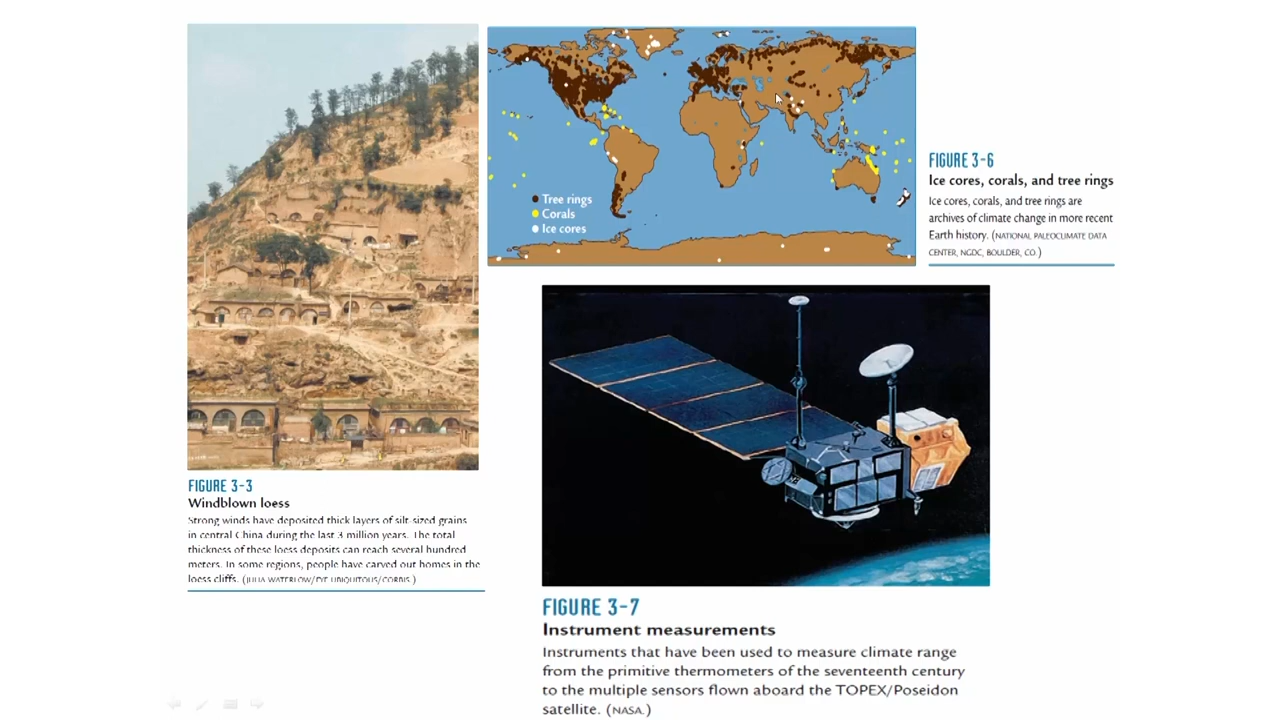 FIGURE 3-3
Windblown loess
Strong winds have deposited thick layers of silt-sized grains
in central China during the last 3 million years. The total
thickness of these loess deposits can reach several hundred
meters. In some regions, people have carved out homes in the
loess cliffs. (JULIA WATERLOW/EYE UBIQUITOUS/CORBIS.)
Tree rings
Corals
Ice cores
FIGURE 3-6
Ice cores, corals, and tree rings
Ice cores, corals, and tree rings are
archives of climate change in more recent
Earth history. (NATIONAL PALEOCLIMATE DATA
CENTER, NGDC, BOULDER, CO.)
FIGURE 3-7
Instrument measurements
Instruments that have been used to measure climate range
from the primitive thermometers of the seventeenth century
to the multiple sensors flown aboard the TOPEX/Poseidon
satellite. (NASA.)